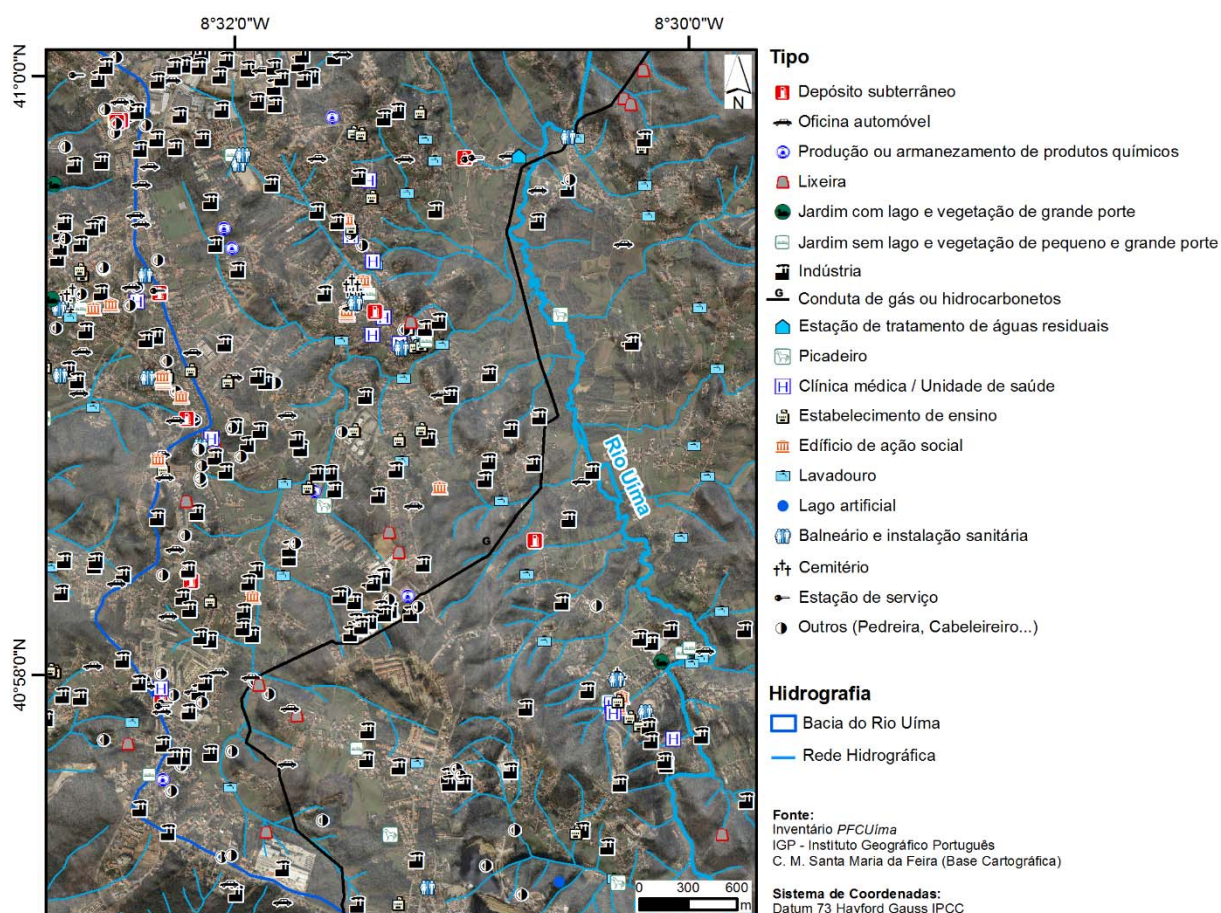 8°32'0"W
8°30'0"W
41°0'0"N
40°58'0"N
N
G
Rio Uíma
0 300 600
m
Tipo
Depósito subterrâneo
Oficina automóvel
Produção ou armanezamento de produtos químicos
Lixeira
Jardim com lago e vegetação de grande porte
Jardim sem lago e vegetação de pequeno e grande porte
Indústria
G
Conduta de gás ou hidrocarbonetos
Estação de tratamento de águas residuais
Picadeiro
H
Clínica médica / Unidade de saúde
Estabelecimento de ensino
Edifício de ação social
Lavadouro
Lago artificial
Balneário e instalação sanitária
Cemitério
Estação de serviço
Outros (Pedreira, Cabeleireiro...)
Hidrografia
Bacia do Rio Uíma
Rede Hidrográfica
Fonte:
Inventário PFCUíma
IGP - Instituto Geográfico Português
C. M. Santa Maria da Feira (Base Cartográfica)
Sistema de Coordenadas:
Datum 73 Hayford Gauss IPCC